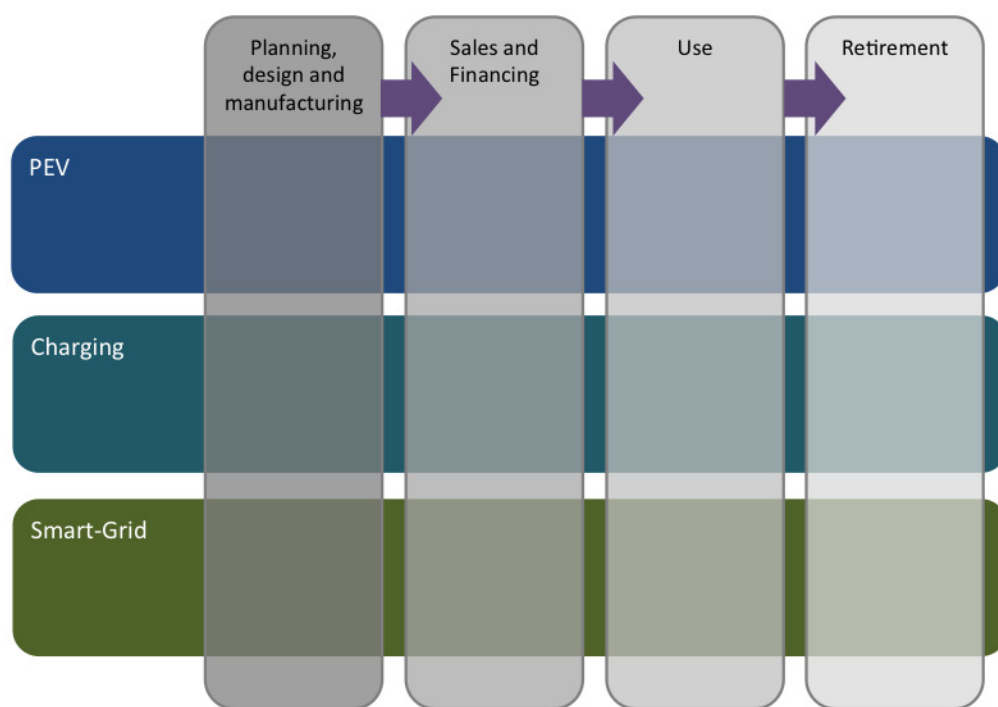 Planning,
design and
manufacturing
Sales and
Financing
Use
Retirement
PEV
Charging
Smart-Grid